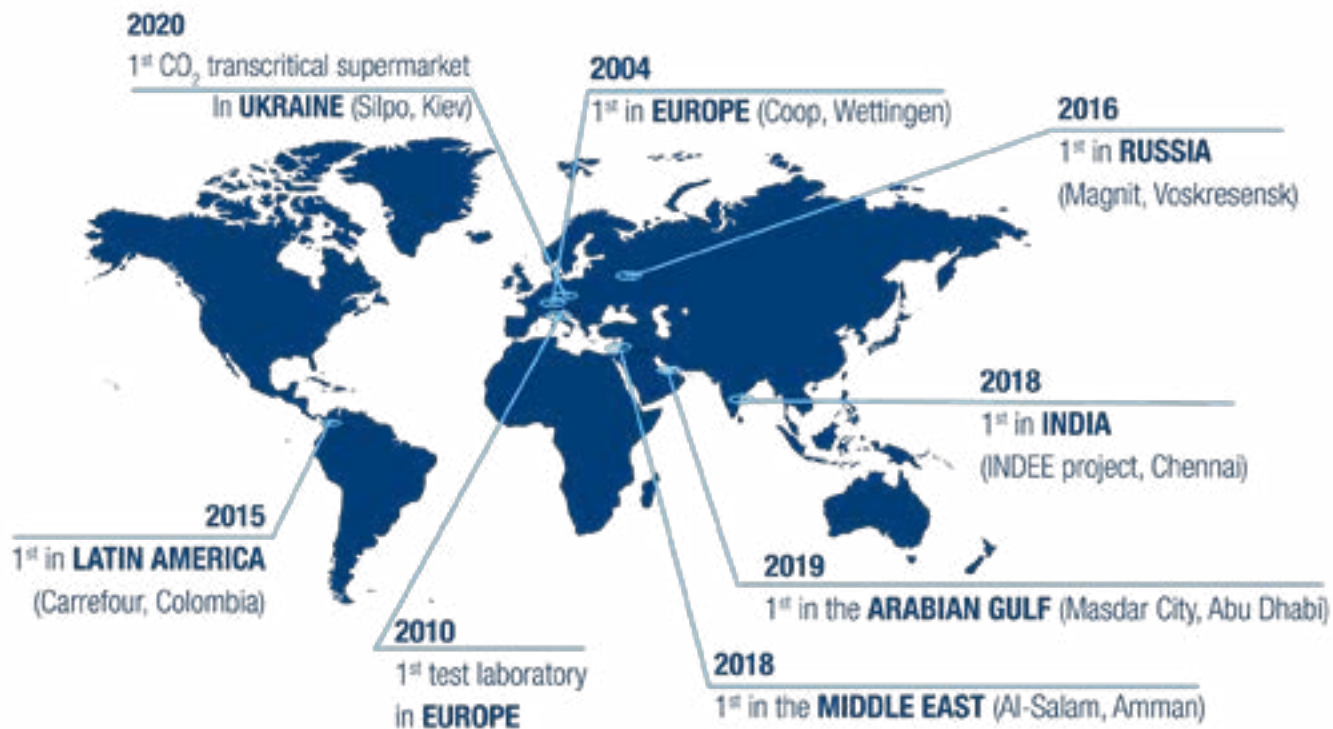 2020
1st CO₂ transcritical supermarket
In UKRAINE (Silpo, Kiev)
2004
1st in EUROPE (Coop, Wettingen)
2016
1st in RUSSIA
(Magnit, Voskresensk)
2018
1st in INDIA
(INDEE project, Chennai)
2015
1st in LATIN AMERICA
(Carrefour, Colombia)
2019
1st in the ARABIAN GULF (Masdar City, Abu Dhabi)
2010
1st test laboratory
in EUROPE
2018
1st in the MIDDLE EAST (Al-Salam, Amman)